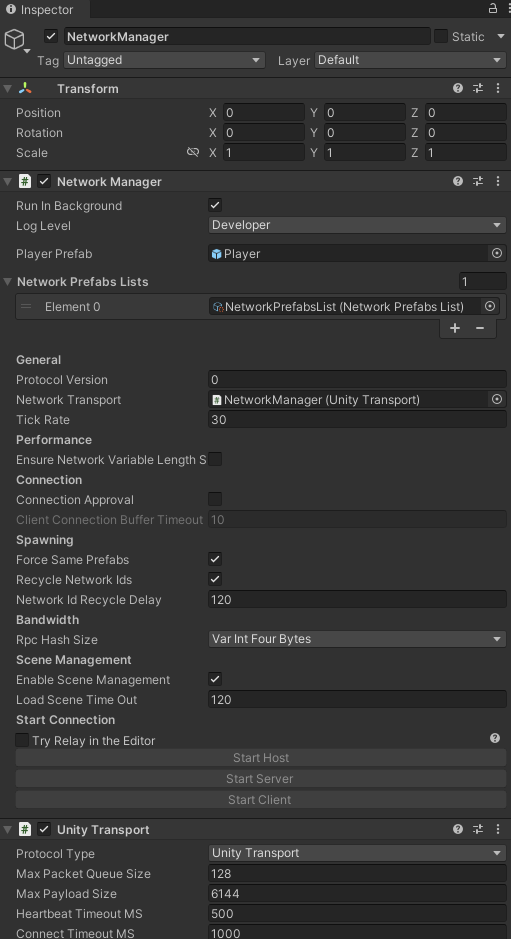 Inspector
NetworkManager Static
Tag Untagged Layer Default
Transform
Position X 0 Y 0 Z 0
Rotation X 0 Y 0 Z 0
Scale X 1 Y 1 Z 1
# Network Manager
Run In Background
Log Level Developer
Player Prefab Player
Network Prefabs Lists 1
Element 0 NetworkPrefabsList (Network Prefabs List)
+ −
General
Protocol Version 0
Network Transport # NetworkManager (Unity Transport)
Tick Rate 30
Performance
Ensure Network Variable Length S
Connection
Connection Approval
Client Connection Buffer Timeout 10
Spawning
Force Same Prefabs
Recycle Network Ids
Network Id Recycle Delay 120
Bandwidth
Rpc Hash Size Var Int Four Bytes
Scene Management
Enable Scene Management
Load Scene Time Out 120
Start Connection
Try Relay in the Editor
Start Host
Start Server
Start Client
# Unity Transport
Protocol Type Unity Transport
Max Packet Queue Size 128
Max Payload Size 6144
Heartbeat Timeout MS 500
Connect Timeout MS 1000